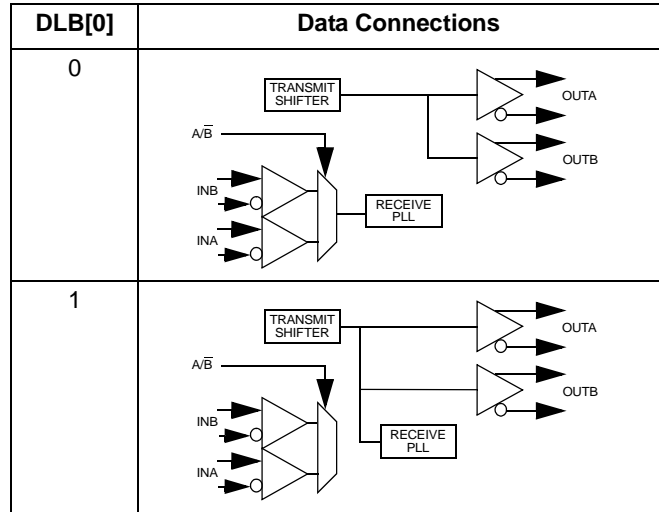 DLB[0] Data Connections
0
TRANSMIT
SHIFTER
OUTA
A/B̅
OUTB
INB
RECEIVE
PLL
INA
1
TRANSMIT
SHIFTER
OUTA
A/B̅
OUTB
INB
RECEIVE
PLL
INA